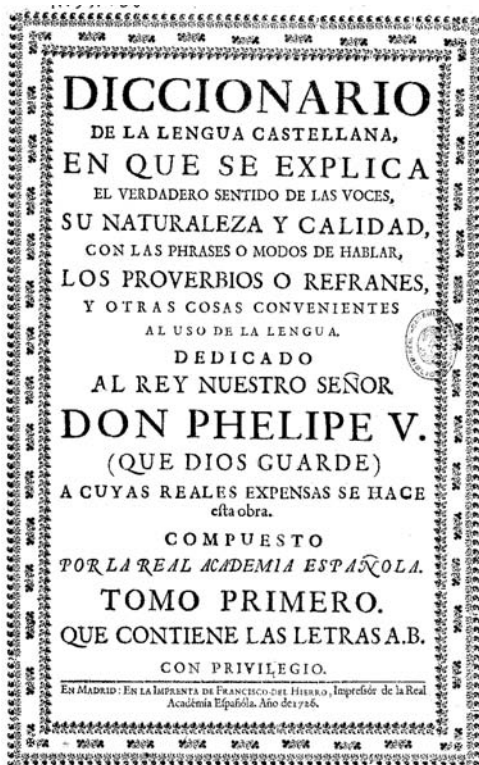 DICCIONARIO
DE LA LENGUA CASTELLANA,
EN QUE SE EXPLICA
EL VERDADERO SENTIDO DE LAS VOCES,
SU NATURALEZA Y CALIDAD,
CON LAS PHRASES O MODOS DE HABLAR,
LOS PROVERBIOS O REFRANES,
Y OTRAS COSAS CONVENIENTES
AL USO DE LA LENGUA.
DEDICADO
AL REY NUESTRO SEÑOR
DON PHELIPE V.
(QUE DIOS GUARDE)
A CUYAS REALES EXPENSAS SE HACE
eſta obra.
COMPUESTO
POR LA REAL ACADEMIA ESPAÑOLA.
TOMO PRIMERO.
QUE CONTIENE LAS LETRAS A.B.
CON PRIVILEGIO.
EN MADRID: EN LA IMPRENTA DE FRANCISCO DEL HIERRO, Impreſſór de la Real
Académia Eſpañóla. Año de 1726.